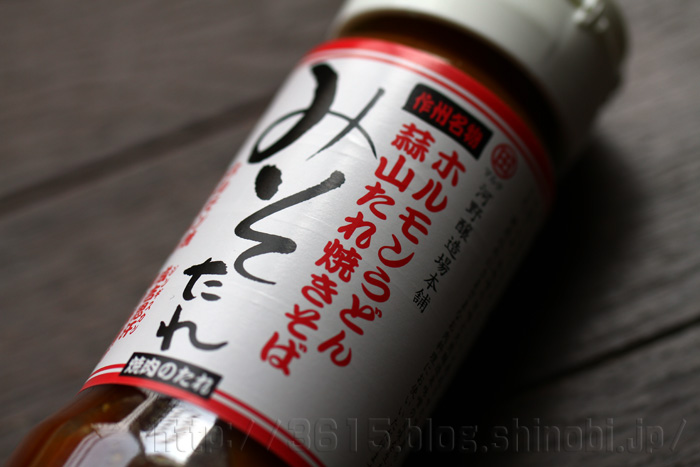 作州名物
ホルモンうどん
蒜山たれ焼きそば
河野醸造場本舗
みそたれ
焼肉のたれ
http://3615.blog.shinobi.jp/